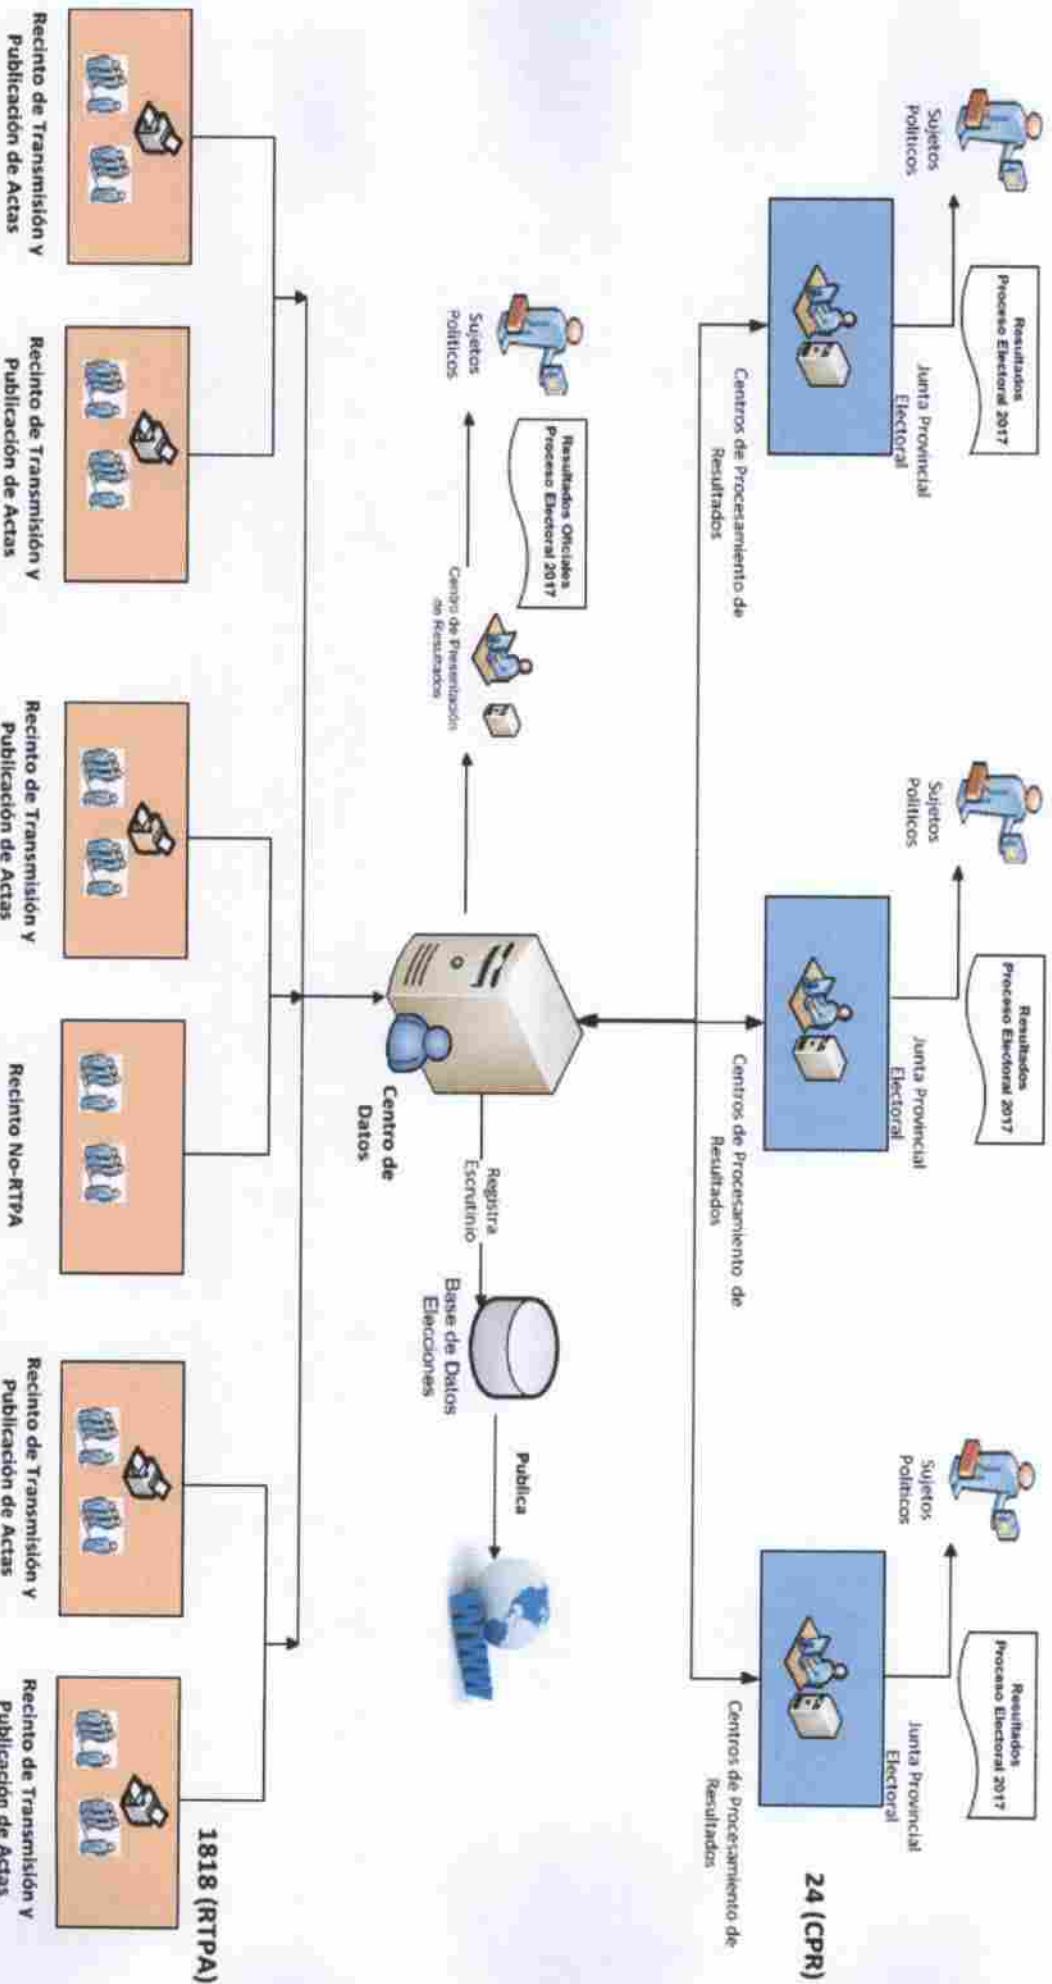 Sujetos
Políticos
Resultados
Proceso Electoral 2017
Junta Provincial
Electoral
Centros de Procesamiento de
Resultados
Sujetos
Políticos
Resultados
Proceso Electoral 2017
Junta Provincial
Electoral
Centros de Procesamiento de
Resultados
Sujetos
Políticos
Resultados
Proceso Electoral 2017
Junta Provincial
Electoral
Centros de Procesamiento de
Resultados
24 (CPR)
Sujetos
Políticos
Resultados Oficiales
Proceso Electoral 2017
Centro de Presentación
de Resultados
Centro de
Datos
Registra
Escrutinio
Base de Datos
Elecciones
Publica
WWW
1818 (RTPA)
Recinto de Transmisión y
Publicación de Actas
Recinto de Transmisión y
Publicación de Actas
Recinto de Transmisión y
Publicación de Actas
Recinto No-RTPA
Recinto de Transmisión y
Publicación de Actas
Recinto de Transmisión y
Publicación de Actas